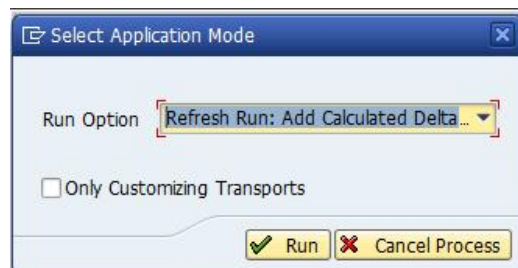 Select Application Mode
Run Option Refresh Run: Add Calculated Delta...
Only Customizing Transports
Run Cancel Process